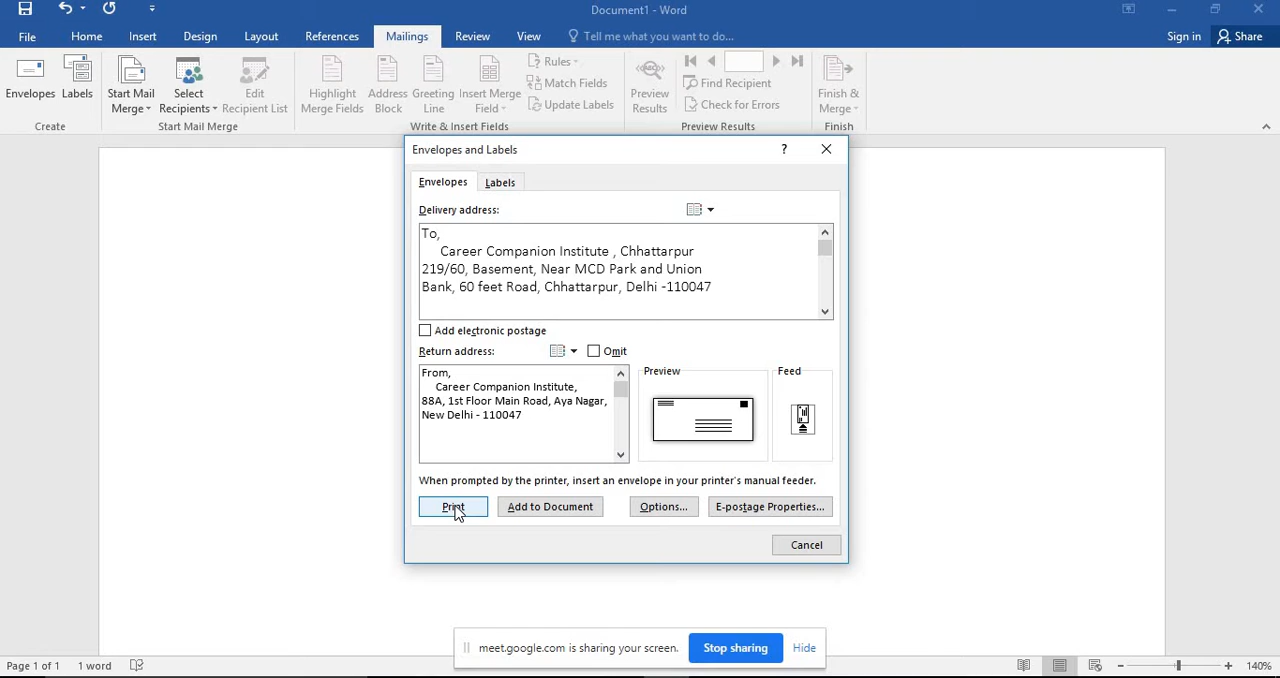 Document1 - Word
File Home Insert Design Layout References Mailings Review View Tell me what you want to do... Sign in Share
Envelopes Labels Start Mail Merge Select Recipients Edit Recipient List Highlight Merge Fields Address Block Greeting Line Insert Merge Field Rules Match Fields Update Labels Preview Results Find Recipient Check for Errors Finish & Merge
Create Start Mail Merge Write & Insert Fields Preview Results Finish
Envelopes and Labels ?
Envelopes Labels
Delivery address:
To,
Career Companion Institute , Chhattarpur
219/60, Basement, Near MCD Park and Union
Bank, 60 feet Road, Chhattarpur, Delhi -110047
Add electronic postage
Return address: Omit
From,
Career Companion Institute,
88A, 1st Floor Main Road, Aya Nagar,
New Delhi - 110047
Preview Feed
When prompted by the printer, insert an envelope in your printer's manual feeder.
Print Add to Document Options... E-postage Properties...
Cancel
meet.google.com is sharing your screen. Stop sharing Hide
Page 1 of 1 1 word 140%